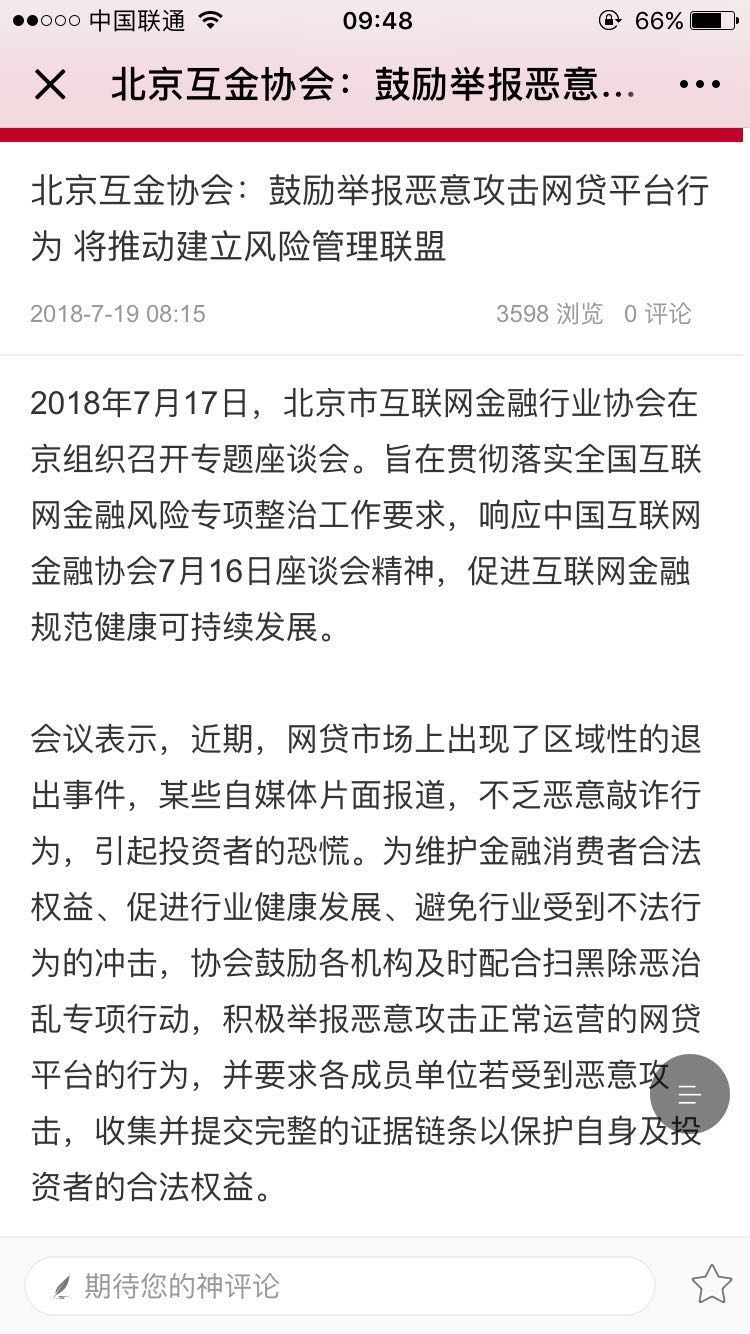 中国联通 09:48 66%
北京互金协会：鼓励举报恶意...
北京互金协会：鼓励举报恶意攻击网贷平台行
为 将推动建立风险管理联盟
2018-7-19 08:15 3598 浏览 0 评论
2018年7月17日，北京市互联网金融行业协会在
京组织召开专题座谈会。旨在贯彻落实全国互联
网金融风险专项整治工作要求，响应中国互联网
金融协会7月16日座谈会精神，促进互联网金融
规范健康可持续发展。
会议表示，近期，网贷市场上出现了区域性的退
出事件，某些自媒体片面报道，不乏恶意敲诈行
为，引起投资者的恐慌。为维护金融消费者合法
权益、促进行业健康发展、避免行业受到不法行
为的冲击，协会鼓励各机构及时配合扫黑除恶治
乱专项行动，积极举报恶意攻击正常运营的网贷
平台的行为，并要求各成员单位若受到恶意攻
击，收集并提交完整的证据链条以保护自身及投
资者的合法权益。
期待您的神评论